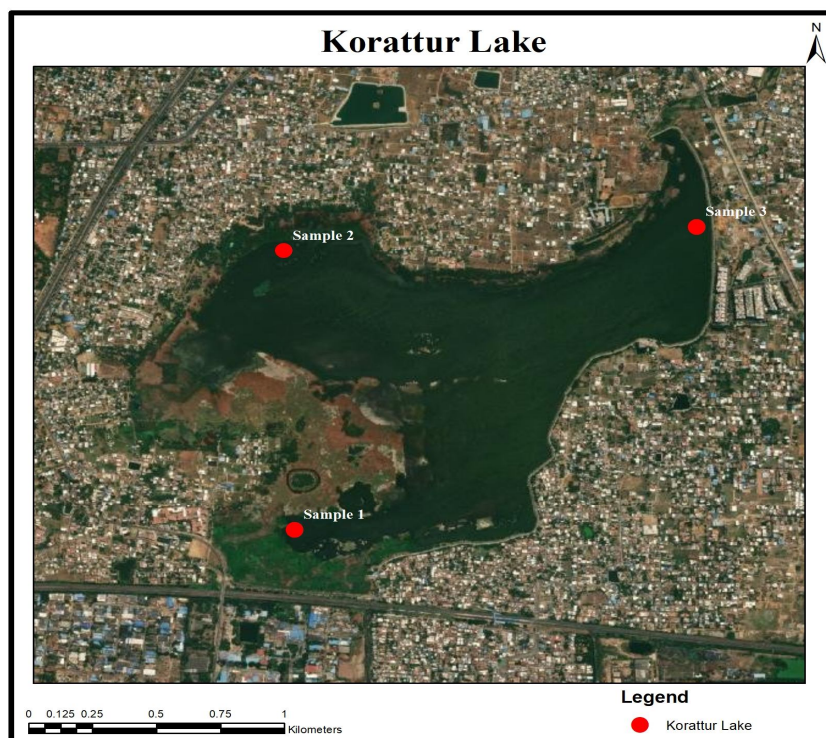 Korattur Lake
N
Sample 3
Sample 2
Sample 1
Legend
Korattur Lake
0 0.125 0.25 0.5 0.75 1
Kilometers